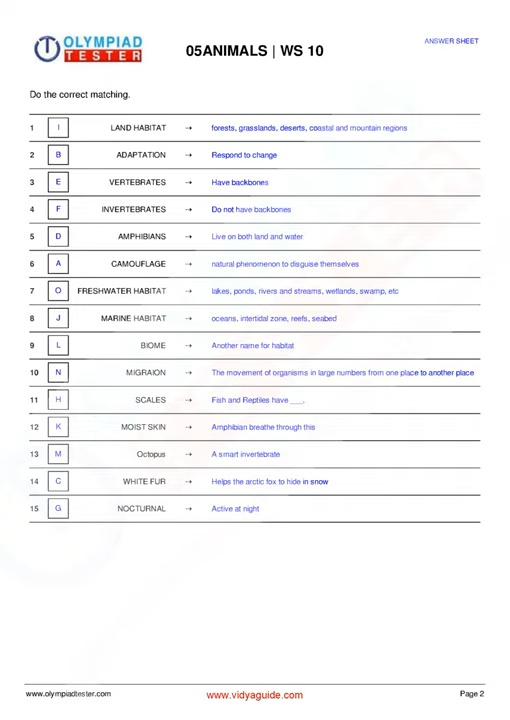 OLYMPIAD
TESTER
05ANIMALS | WS 10
ANSWER SHEET
Do the correct matching.
1 I LAND HABITAT → forests, grasslands, deserts, coastal and mountain regions
2 B ADAPTATION → Respond to change
3 E VERTEBRATES → Have backbones
4 F INVERTEBRATES → Do not have backbones
5 D AMPHIBIANS → Live on both land and water
6 A CAMOUFLAGE → natural phenomenon to disguise themselves
7 O FRESHWATER HABITAT → lakes, ponds, rivers and streams, wetlands, swamp, etc
8 J MARINE HABITAT → oceans, intertidal zone, reefs, seabed
9 L BIOME → Another name for habitat
10 N MIGRAION → The movement of organisms in large numbers from one place to another place
11 H SCALES → Fish and Reptiles have ___.
12 K MOIST SKIN → Amphibian breathe through this
13 M Octopus → A smart invertebrate
14 C WHITE FUR → Helps the arctic fox to hide in snow
15 G NOCTURNAL → Active at night
www.olympiadtester.com www.vidyaguide.com Page 2